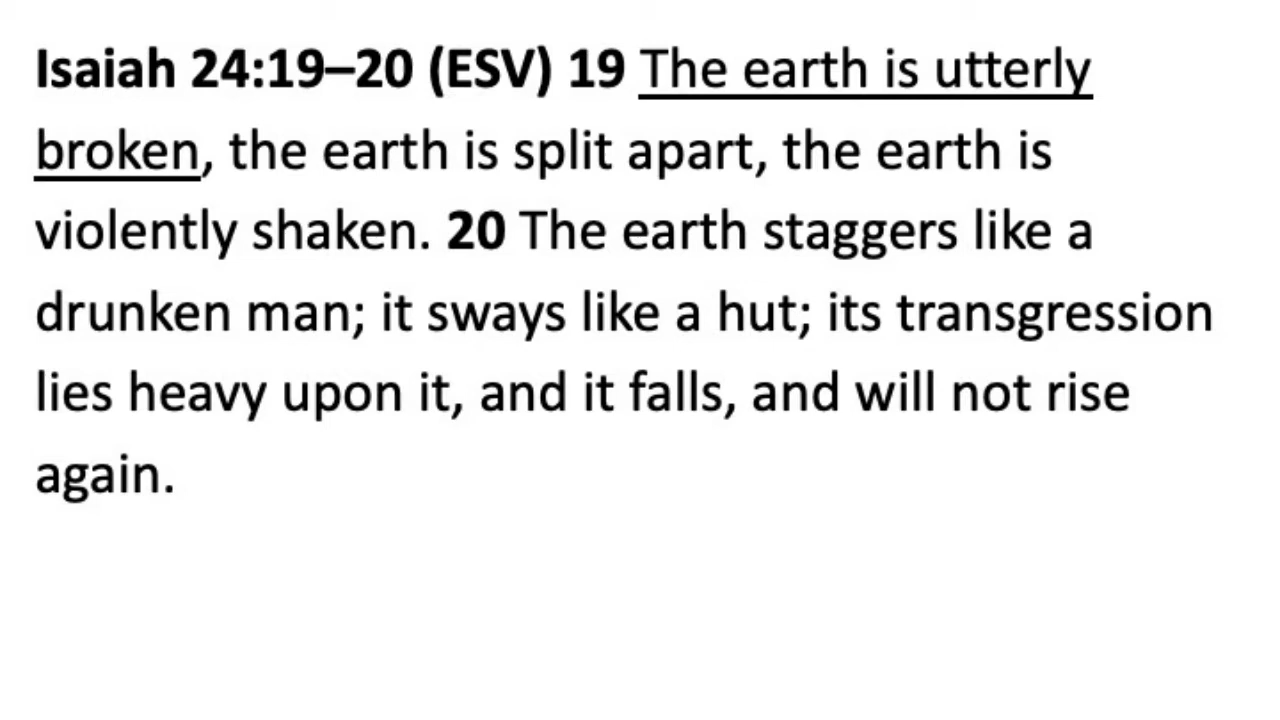 Isaiah 24:19–20 (ESV) 19 The earth is utterly
broken, the earth is split apart, the earth is
violently shaken. 20 The earth staggers like a
drunken man; it sways like a hut; its transgression
lies heavy upon it, and it falls, and will not rise
again.